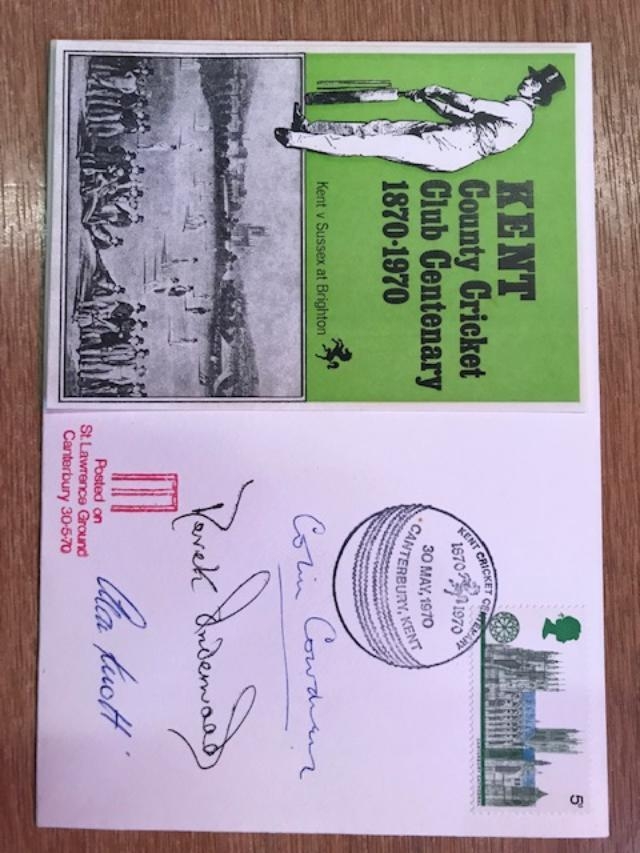 KENT
County Cricket
Club Centenary
1870-1970
Kent v Sussex at Brighton
KENT CRICKET CENTENARY
1870 1970
30 MAY, 1970
CANTERBURY, KENT
5D
Colin Cowdrey
Derek Underwood
Alan Knott
Posted on
St. Lawrence Ground
Canterbury 30-5-70